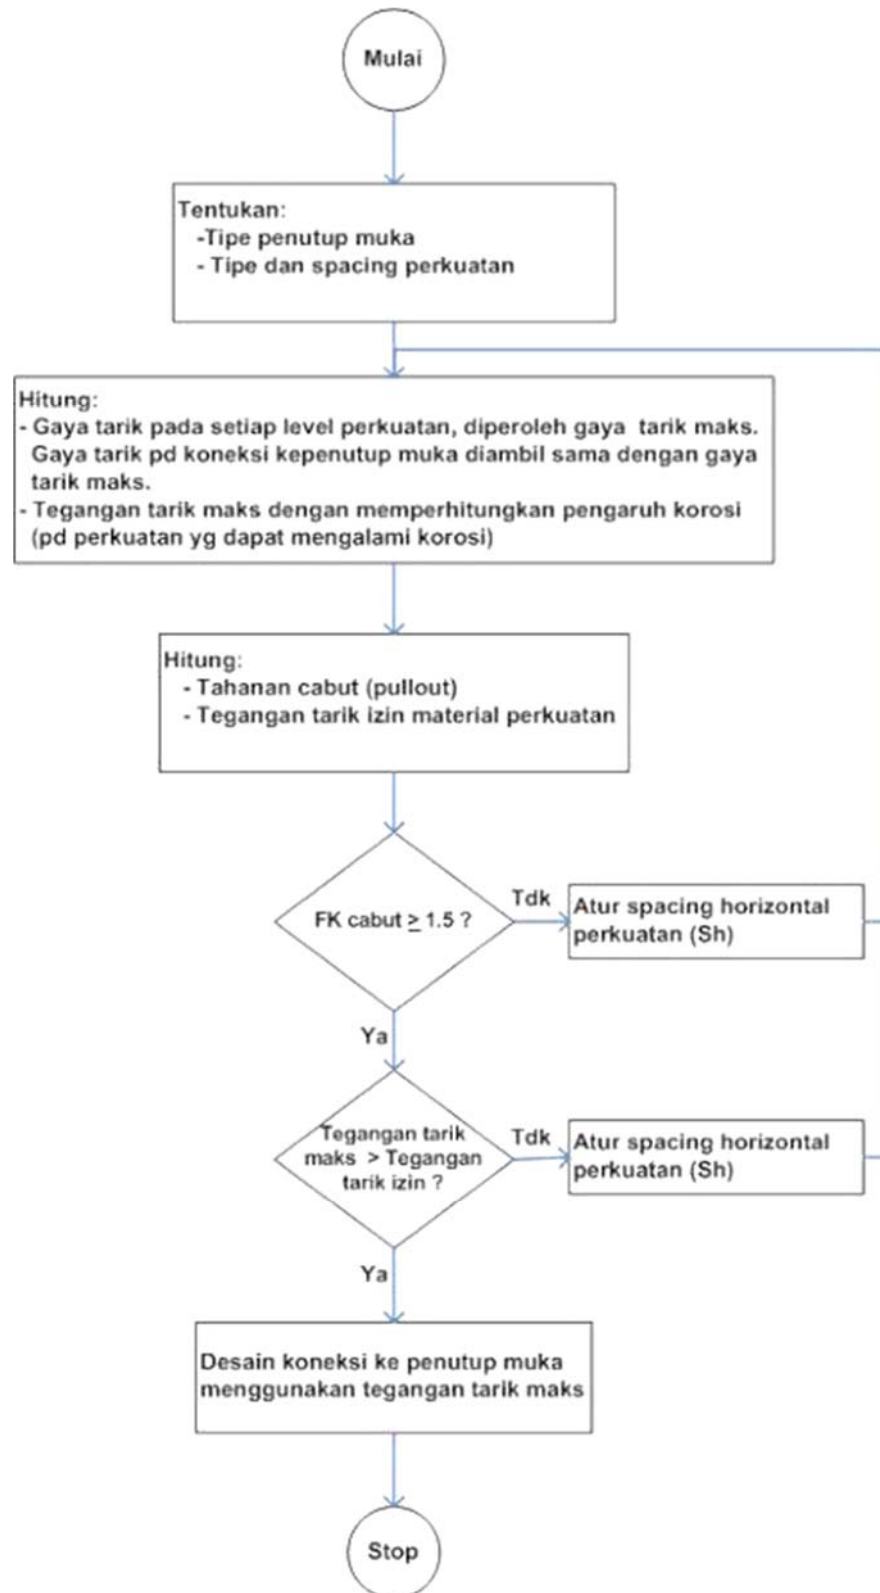 Mulai
Tentukan:
-Tipe penutup muka
- Tipe dan spacing perkuatan
Hitung:
- Gaya tarik pada setiap level perkuatan, diperoleh gaya tarik maks.
Gaya tarik pd koneksi kepenutup muka diambil sama dengan gaya
tarik maks.
- Tegangan tarik maks dengan memperhitungkan pengaruh korosi
(pd perkuatan yg dapat mengalami korosi)
Hitung:
- Tahanan cabut (pullout)
- Tegangan tarik izin material perkuatan
FK cabut ≥ 1.5 ?
Tdk
Atur spacing horizontal
perkuatan (Sh)
Ya
Tegangan tarik
maks > Tegangan
tarik izin ?
Tdk
Atur spacing horizontal
perkuatan (Sh)
Ya
Desain koneksi ke penutup muka
menggunakan tegangan tarik maks
Stop